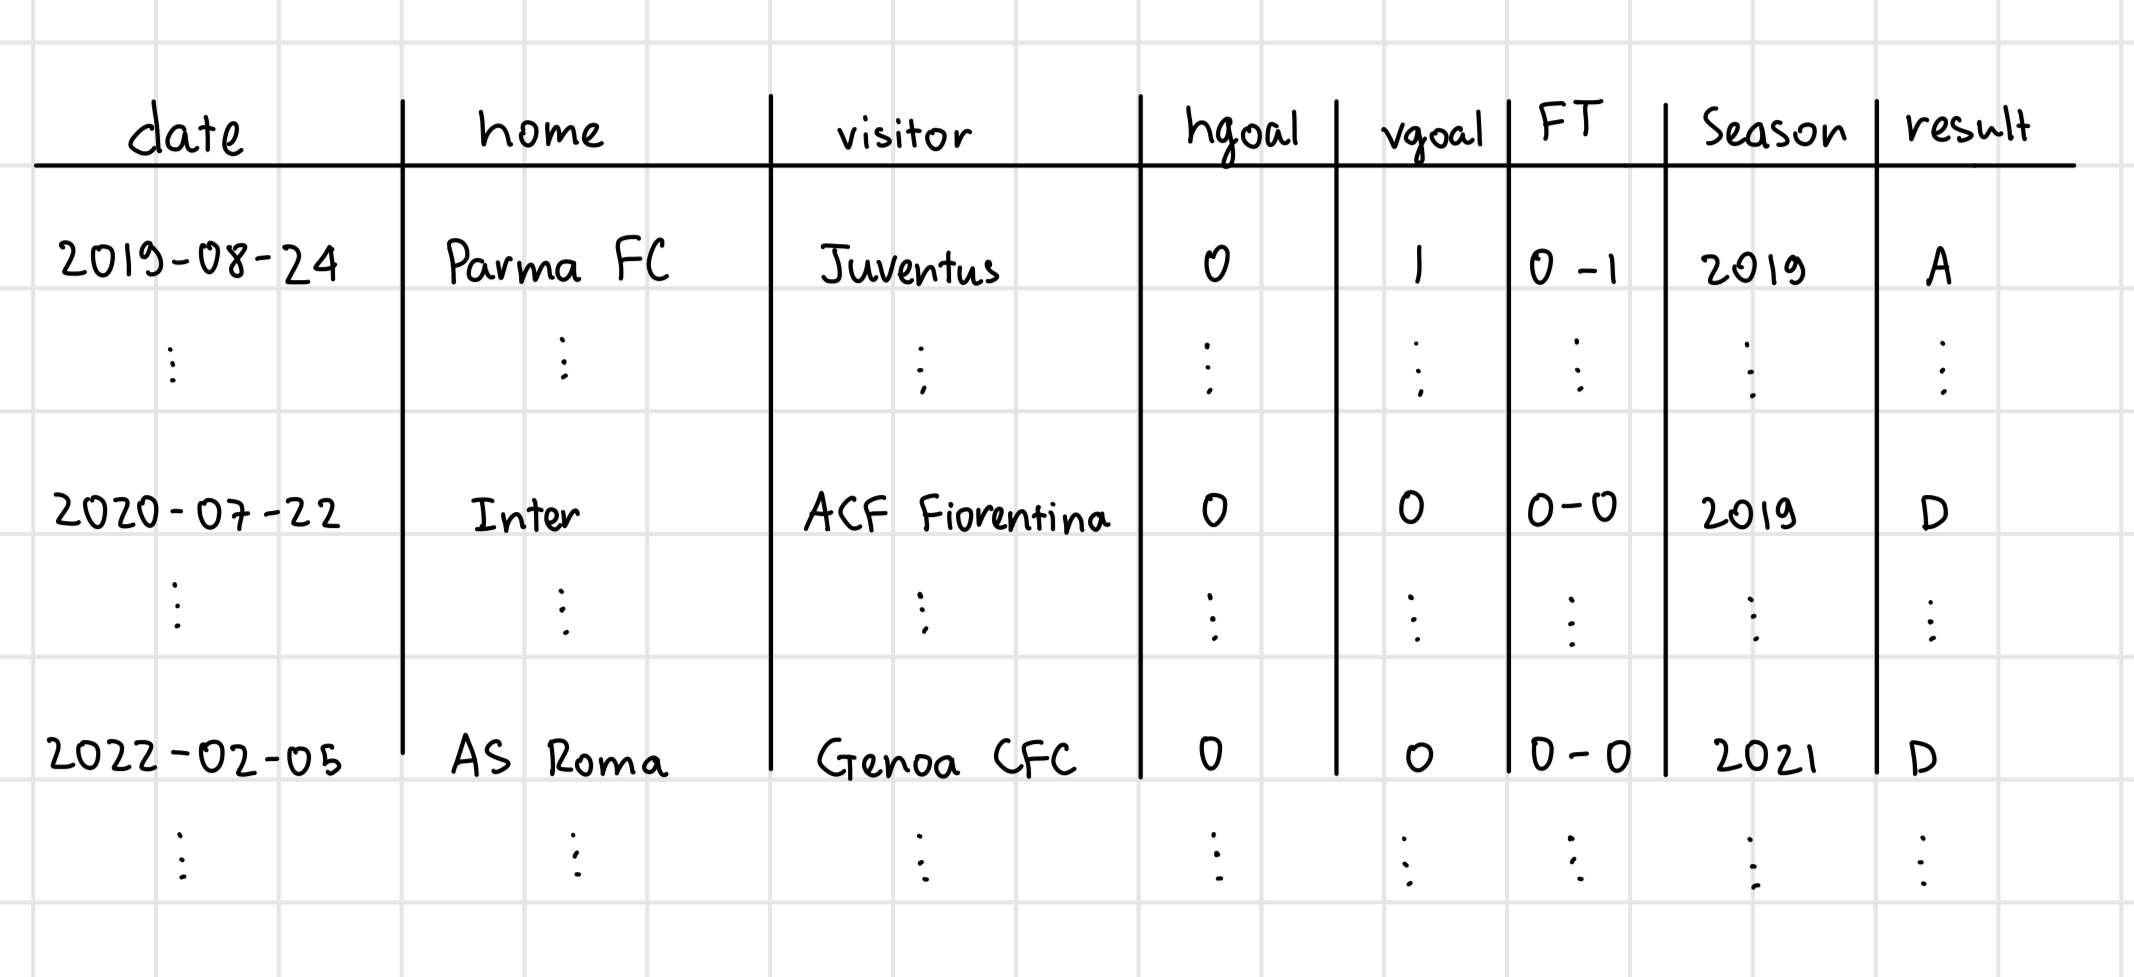 date home visitor hgoal vgoal FT Season result
2019-08-24 Parma FC Juventus 0 1 0-1 2019 A
⋮ ⋮ ⋮ ⋮ ⋮ ⋮ ⋮ ⋮
2020-07-22 Inter ACF Fiorentina 0 0 0-0 2019 D
⋮ ⋮ ⋮ ⋮ ⋮ ⋮ ⋮ ⋮
2022-02-05 AS Roma Genoa CFC 0 0 0-0 2021 D
⋮ ⋮ ⋮ ⋮ ⋮ ⋮ ⋮ ⋮